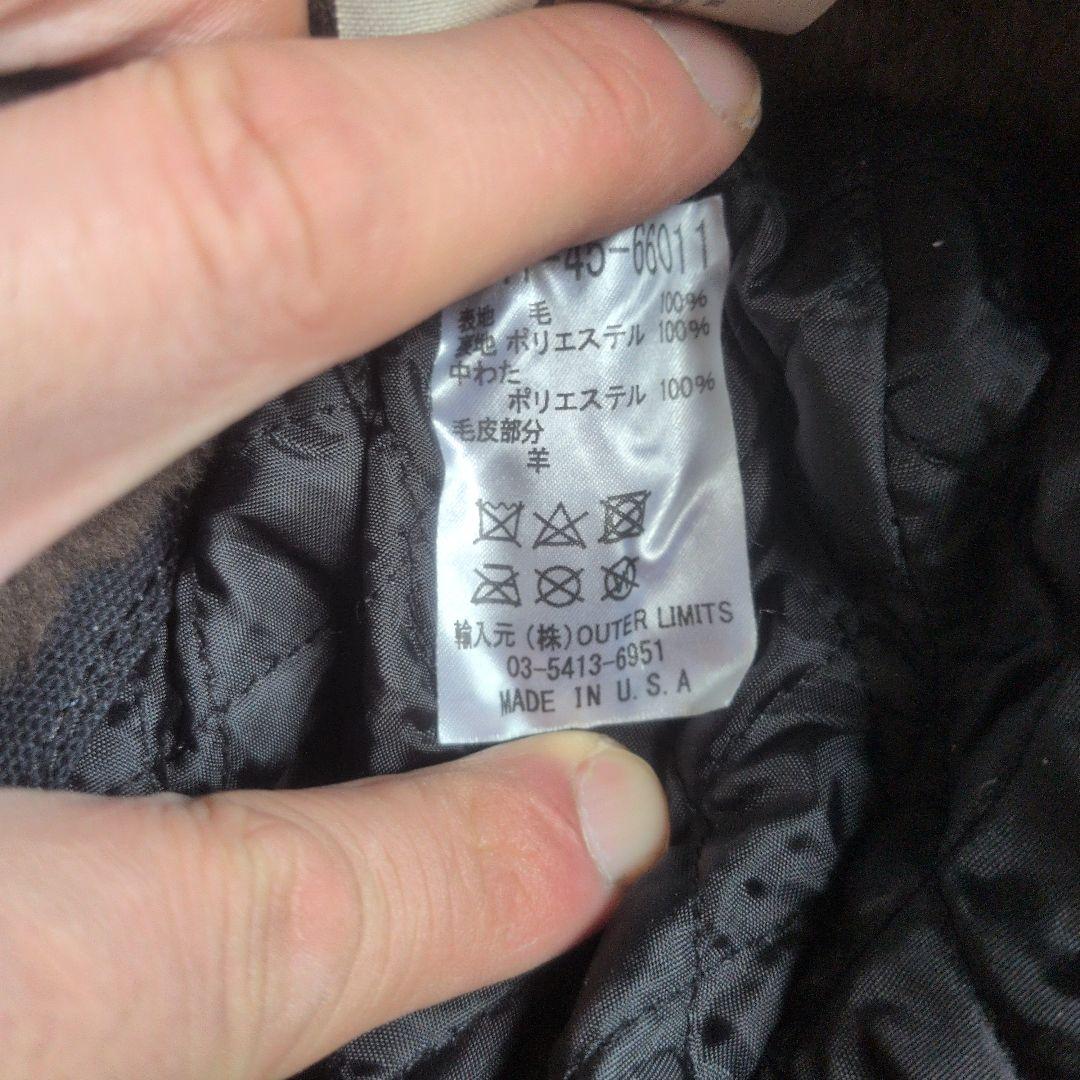 -45-66011
表地 毛 100%
裏地 ポリエステル 100%
中わた
ポリエステル 100%
毛皮部分
羊
輸入元 (株)OUTER LIMITS
03-5413-6951
MADE IN U.S.A